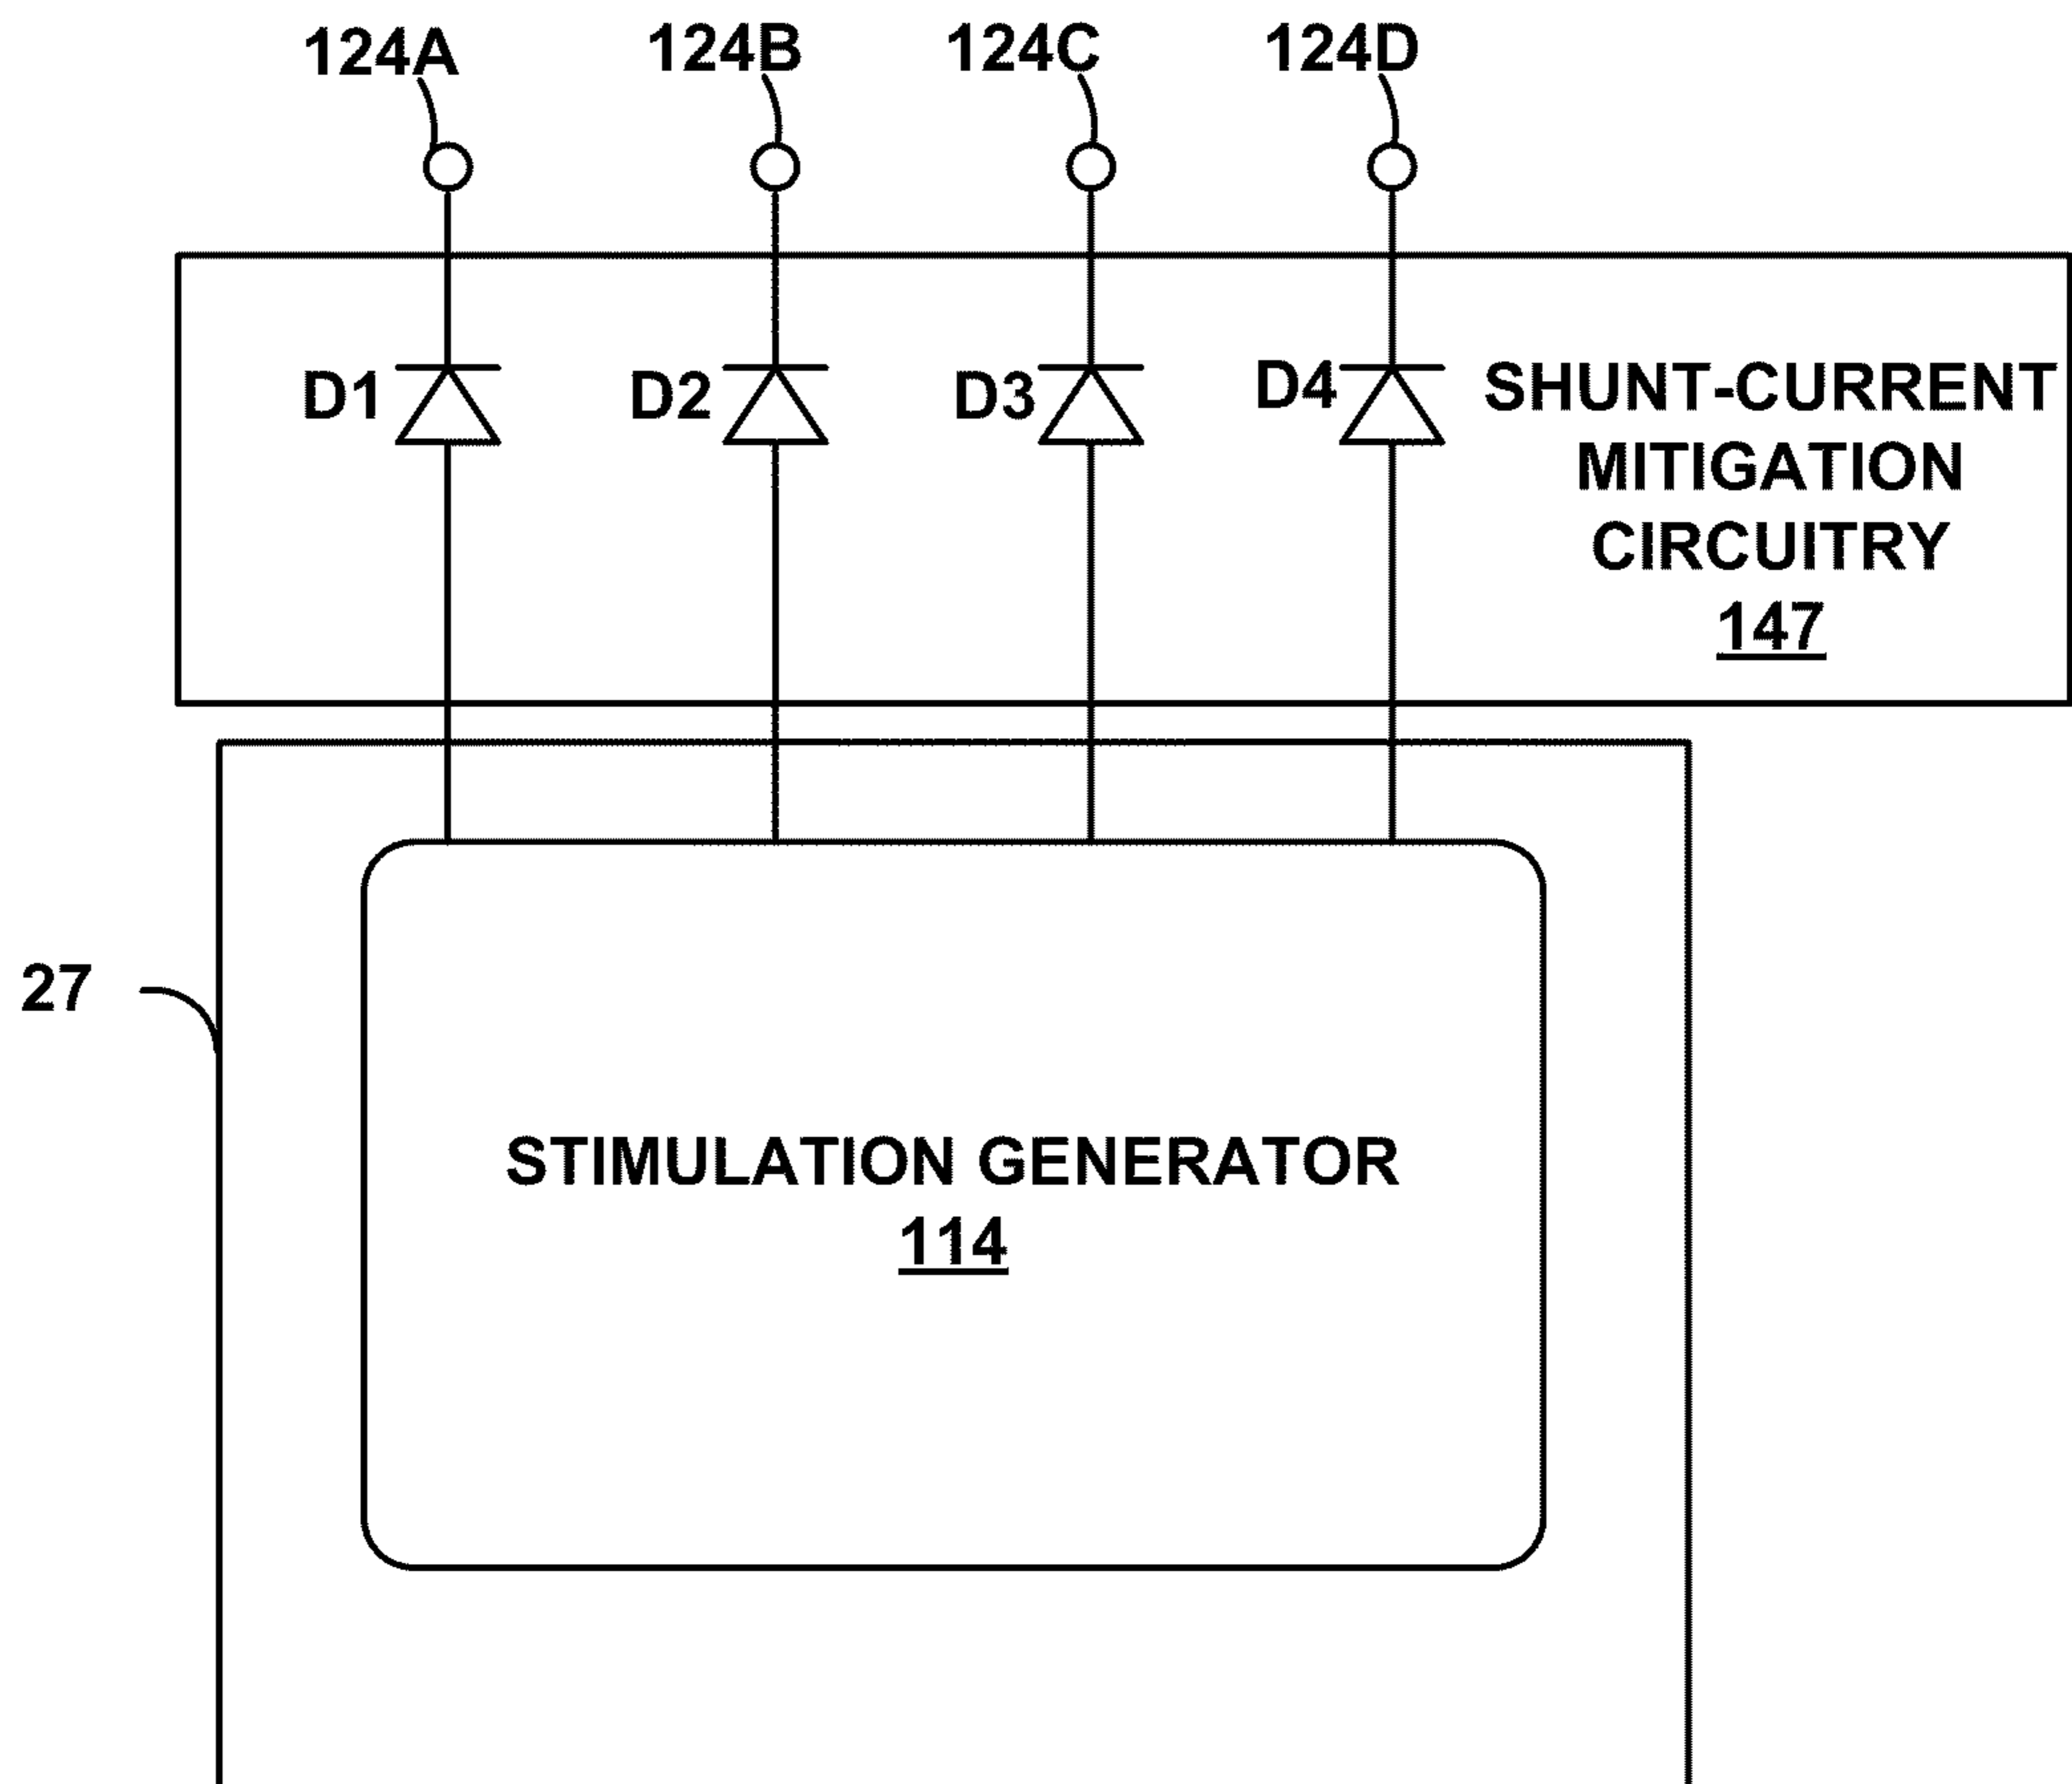 124A
124B
124C
124D
D1
D2
D3
D4
SHUNT-CURRENT
MITIGATION
CIRCUITRY
147
27
STIMULATION GENERATOR
114